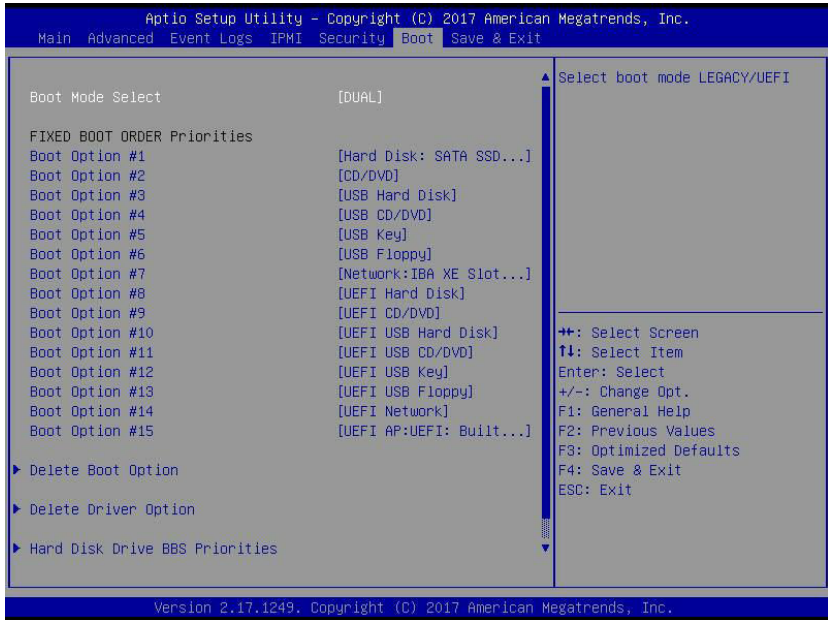 Aptio Setup Utility – Copyright (C) 2017 American Megatrends, Inc.
Main Advanced Event Logs IPMI Security Boot Save & Exit
Boot Mode Select [DUAL]
FIXED BOOT ORDER Priorities
Boot Option #1 [Hard Disk: SATA SSD...]
Boot Option #2 [CD/DVD]
Boot Option #3 [USB Hard Disk]
Boot Option #4 [USB CD/DVD]
Boot Option #5 [USB Key]
Boot Option #6 [USB Floppy]
Boot Option #7 [Network:IBA XE Slot...]
Boot Option #8 [UEFI Hard Disk]
Boot Option #9 [UEFI CD/DVD]
Boot Option #10 [UEFI USB Hard Disk]
Boot Option #11 [UEFI USB CD/DVD]
Boot Option #12 [UEFI USB Key]
Boot Option #13 [UEFI USB Floppy]
Boot Option #14 [UEFI Network]
Boot Option #15 [UEFI AP:UEFI: Built...]
Delete Boot Option
Delete Driver Option
Hard Disk Drive BBS Priorities
Select boot mode LEGACY/UEFI
→←: Select Screen
↑↓: Select Item
Enter: Select
+/-: Change Opt.
F1: General Help
F2: Previous Values
F3: Optimized Defaults
F4: Save & Exit
ESC: Exit
Version 2.17.1249. Copyright (C) 2017 American Megatrends, Inc.